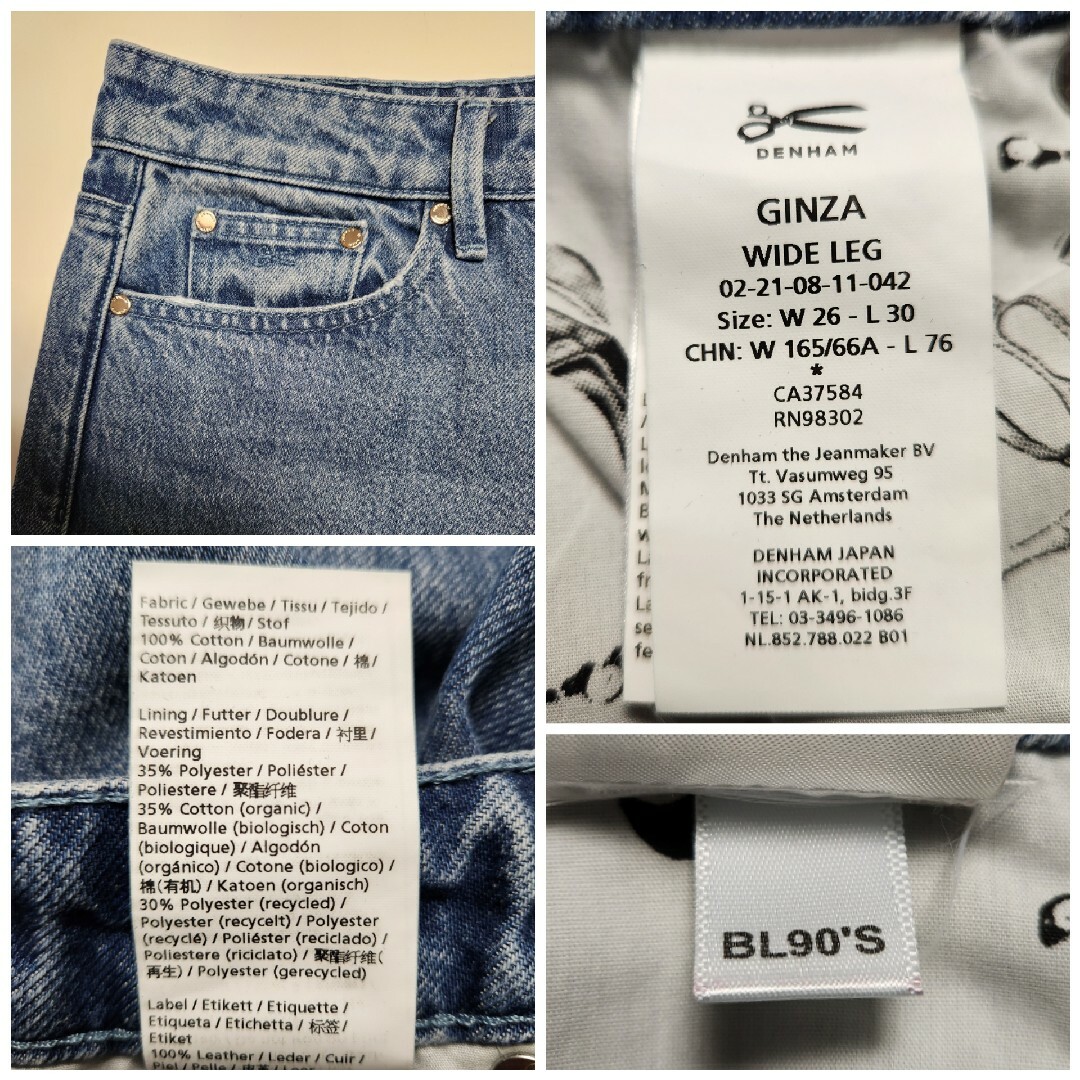 DENHAM
GINZA
WIDE LEG
02-21-08-11-042
Size: W 26 - L 30
CHN: W 165/66A - L 76
*
CA37584
RN98302
Denham the Jeanmaker BV
Tt. Vasumweg 95
1033 SG Amsterdam
The Netherlands
DENHAM JAPAN
INCORPORATED
1-15-1 AK-1, bidg.3F
TEL: 03-3496-1086
NL.852.788.022 B01
Fabric / Gewebe / Tissu / Tejido /
Tessuto / 织物/ Stof
100% Cotton / Baumwolle /
Coton / Algodón / Cotone / 棉/
Katoen
Lining / Futter / Doublure /
Revestimiento / Fodera / 衬里/
Voering
35% Polyester / Poliéster /
Poliestere / 聚酯纤维
35% Cotton (organic) /
Baumwolle (biologisch) / Coton
(biologique) / Algodón
(orgánico) / Cotone (biologico) /
棉(有机) / Katoen (organisch)
30% Polyester (recycled) /
Polyester (recycelt) / Polyester
(recyclé) / Poliéster (reciclado) /
Poliestere (riciclato) / 聚酯纤维(
再生) / Polyester (gerecycled)
Label / Etikett / Etiquette /
Etiqueta / Etichetta / 标签/
Etiket
100% Leather / Leder / Cuir /
Piel / Pelle / 皮革 / Leer
BL90'S